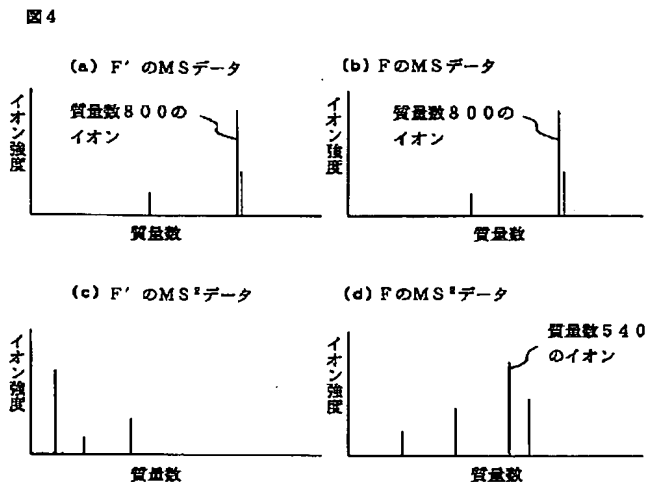 図4
(a) F′のMSデータ
イオン強度
質量数800の
イオン
質量数
(b) FのMSデータ
イオン強度
質量数800の
イオン
質量数
(c) F′のMS²データ
イオン強度
質量数
(d) FのMS²データ
イオン強度
質量数540
のイオン
質量数